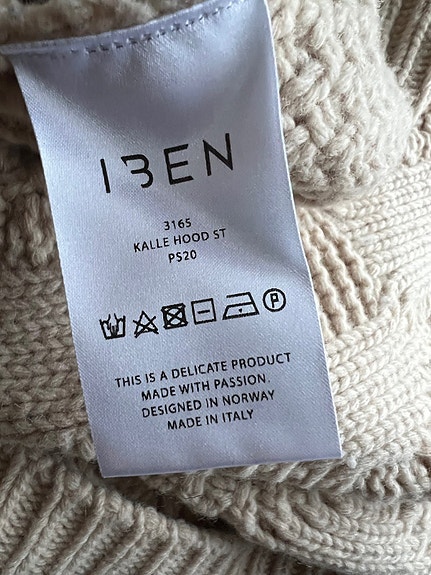 IBEN
3165
KALLE HOOD ST
PS20
P
THIS IS A DELICATE PRODUCT
MADE WITH PASSION.
DESIGNED IN NORWAY
MADE IN ITALY